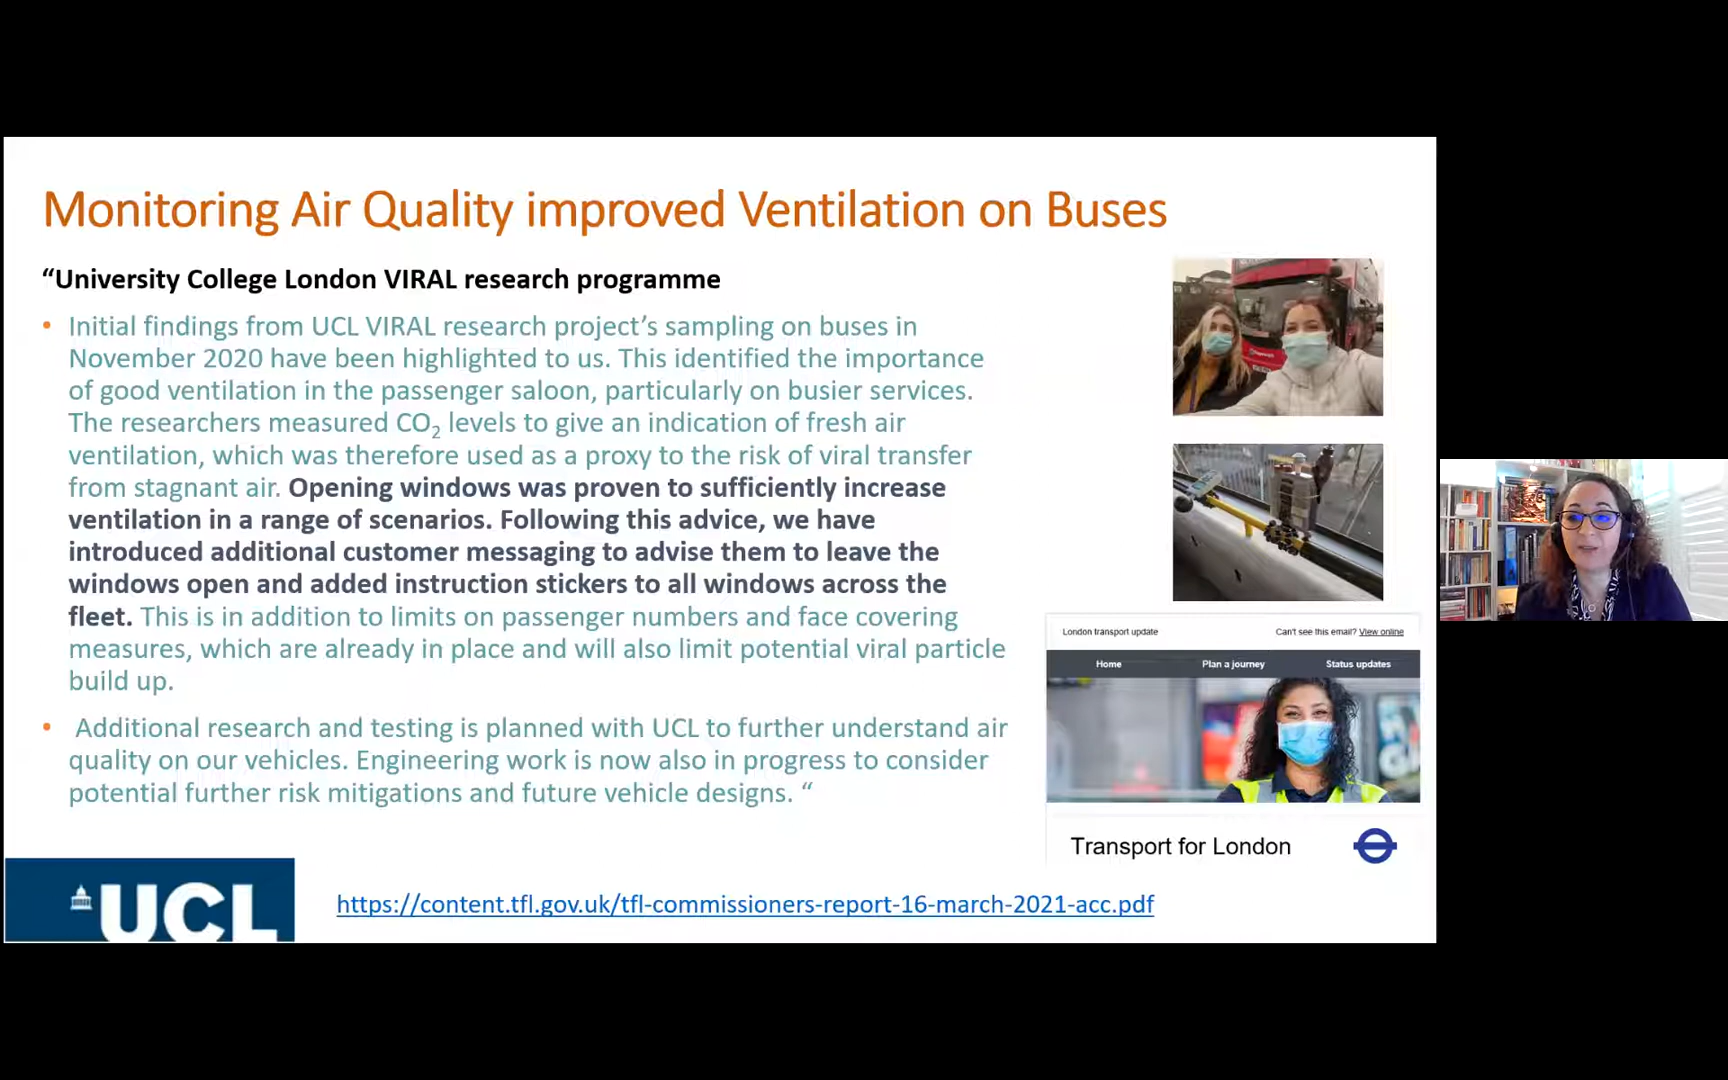 Monitoring Air Quality improved Ventilation on Buses
“University College London VIRAL research programme
• Initial findings from UCL VIRAL research project’s sampling on buses in
November 2020 have been highlighted to us. This identified the importance
of good ventilation in the passenger saloon, particularly on busier services.
The researchers measured CO₂ levels to give an indication of fresh air
ventilation, which was therefore used as a proxy to the risk of viral transfer
from stagnant air. Opening windows was proven to sufficiently increase
ventilation in a range of scenarios. Following this advice, we have
introduced additional customer messaging to advise them to leave the
windows open and added instruction stickers to all windows across the
fleet. This is in addition to limits on passenger numbers and face covering
measures, which are already in place and will also limit potential viral particle
build up.
• Additional research and testing is planned with UCL to further understand air
quality on our vehicles. Engineering work is now also in progress to consider
potential further risk mitigations and future vehicle designs. “
London transport update Can't see this email? View online
Home Plan a journey Status updates
Transport for London
UCL
https://content.tfl.gov.uk/tfl-commissioners-report-16-march-2021-acc.pdf